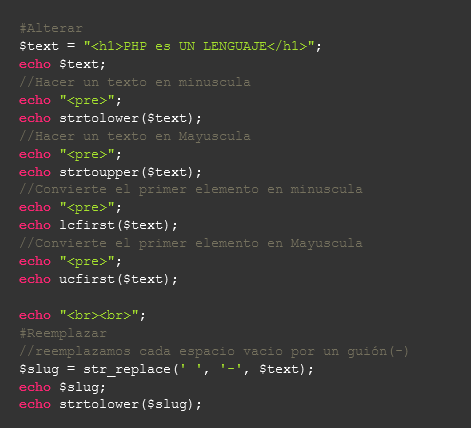 #Alterar
$text = "<h1>PHP es UN LENGUAJE</h1>";
echo $text;
//Hacer un texto en minuscula
echo "<pre>";
echo strtolower($text);
//Hacer un texto en Mayuscula
echo "<pre>";
echo strtoupper($text);
//Convierte el primer elemento en minuscula
echo "<pre>";
echo lcfirst($text);
//Convierte el primer elemento en Mayuscula
echo "<pre>";
echo ucfirst($text);
echo "<br><br>";
#Reemplazar
//reemplazamos cada espacio vacio por un guión(-)
$slug = str_replace(' ', '-', $text);
echo $slug;
echo strtolower($slug);